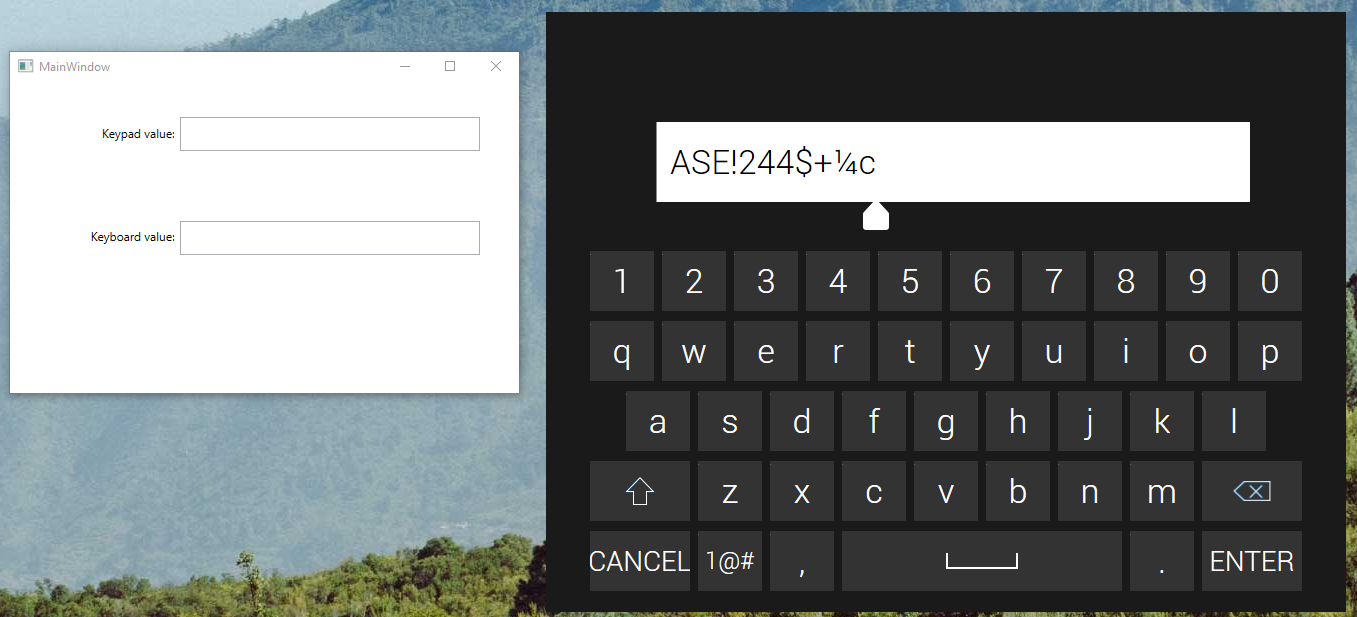 MainWindow
Keypad value:
Keyboard value:
ASE!244$+¼c
1 2 3 4 5 6 7 8 9 0
q w e r t y u i o p
a s d f g h j k l
z x c v b n m
CANCEL 1@# , . ENTER